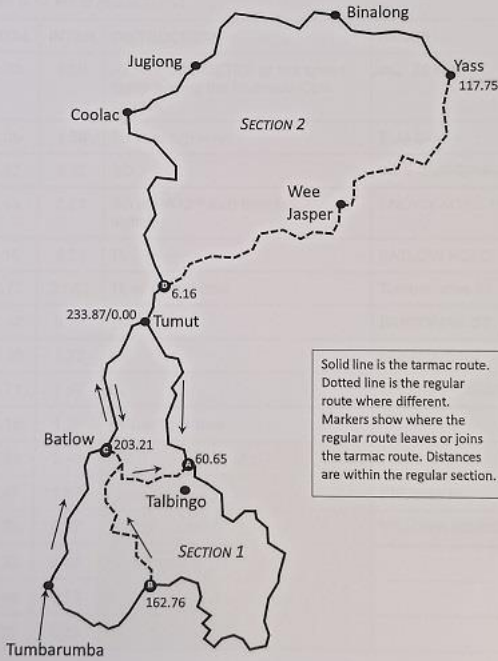 Binalong
Jugiong
Yass
117.75
Coolac
SECTION 2
Wee
Jasper
D
6.16
233.87/0.00
Tumut
Solid line is the tarmac route.
Dotted line is the regular
route where different.
Markers show where the
regular route leaves or joins
the tarmac route. Distances
are within the regular section.
Batlow
C
203.21
A
60.65
Talbingo
SECTION 1
B
162.76
Tumbarumba